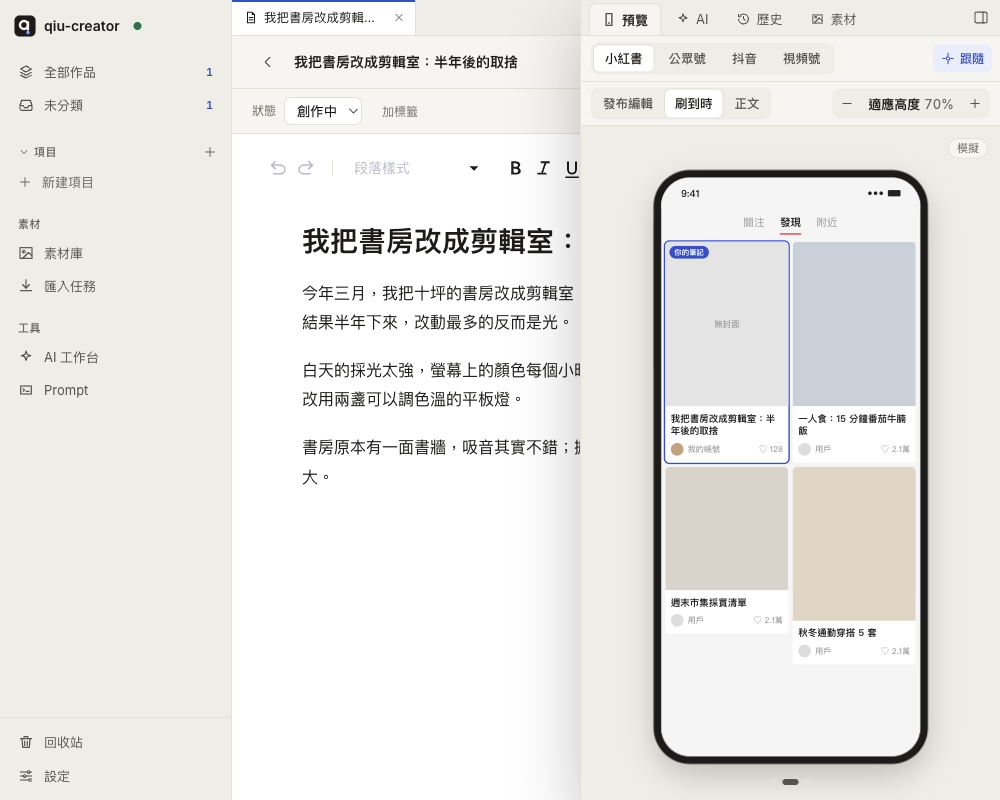 qiu-creator
全部作品 1
未分類 1
項目
新建項目
素材
素材庫
匯入任務
工具
AI 工作台
Prompt
回收站
設定
我把書房改成剪輯...
我把書房改成剪輯室：半年後的取捨
狀態 創作中 加標籤
段落樣式 B I U
我把書房改成剪輯室：
今年三月，我把十坪的書房改成剪輯室
結果半年下來，改動最多的反而是光。
白天的採光太強，螢幕上的顏色每個小
改用兩盞可以調色溫的平板燈。
書房原本有一面書牆，吸音其實不錯；
大。
預覽 AI 歷史 素材
小紅書 公眾號 抖音 視頻號 跟隨
發布編輯 刷到時 正文 適應高度 70%
模擬
9:41
關注 發現 附近
你的筆記
無封面
我把書房改成剪輯室：半
年後的取捨
我的帳號 128
一人食：15 分鐘番茄牛腩
飯
用戶 2.1萬
週末市集採買清單
用戶 2.1萬
秋冬通勤穿搭 5 套
用戶 2.1萬